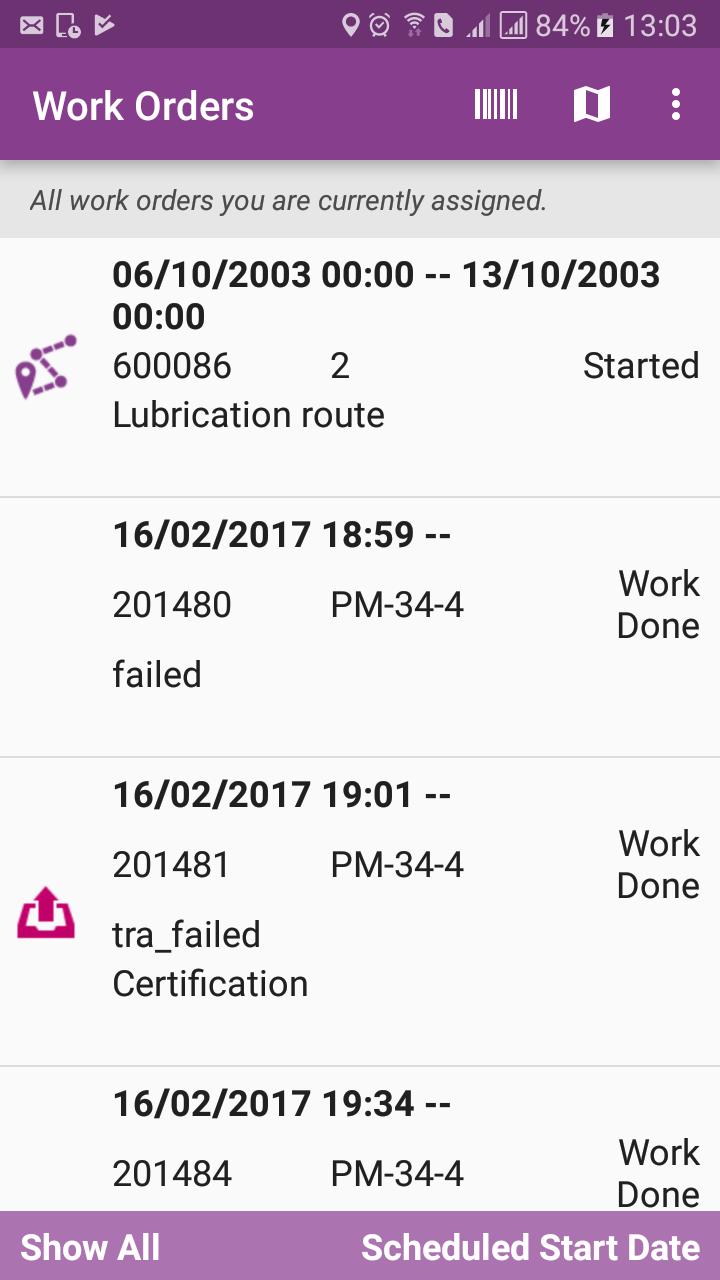 84% 13:03
Work Orders
All work orders you are currently assigned.
06/10/2003 00:00 -- 13/10/2003
00:00
600086 2 Started
Lubrication route
16/02/2017 18:59 --
201480 PM-34-4 Work
Done
failed
16/02/2017 19:01 --
201481 PM-34-4 Work
Done
tra_failed
Certification
16/02/2017 19:34 --
201484 PM-34-4 Work
Done
Show All Scheduled Start Date